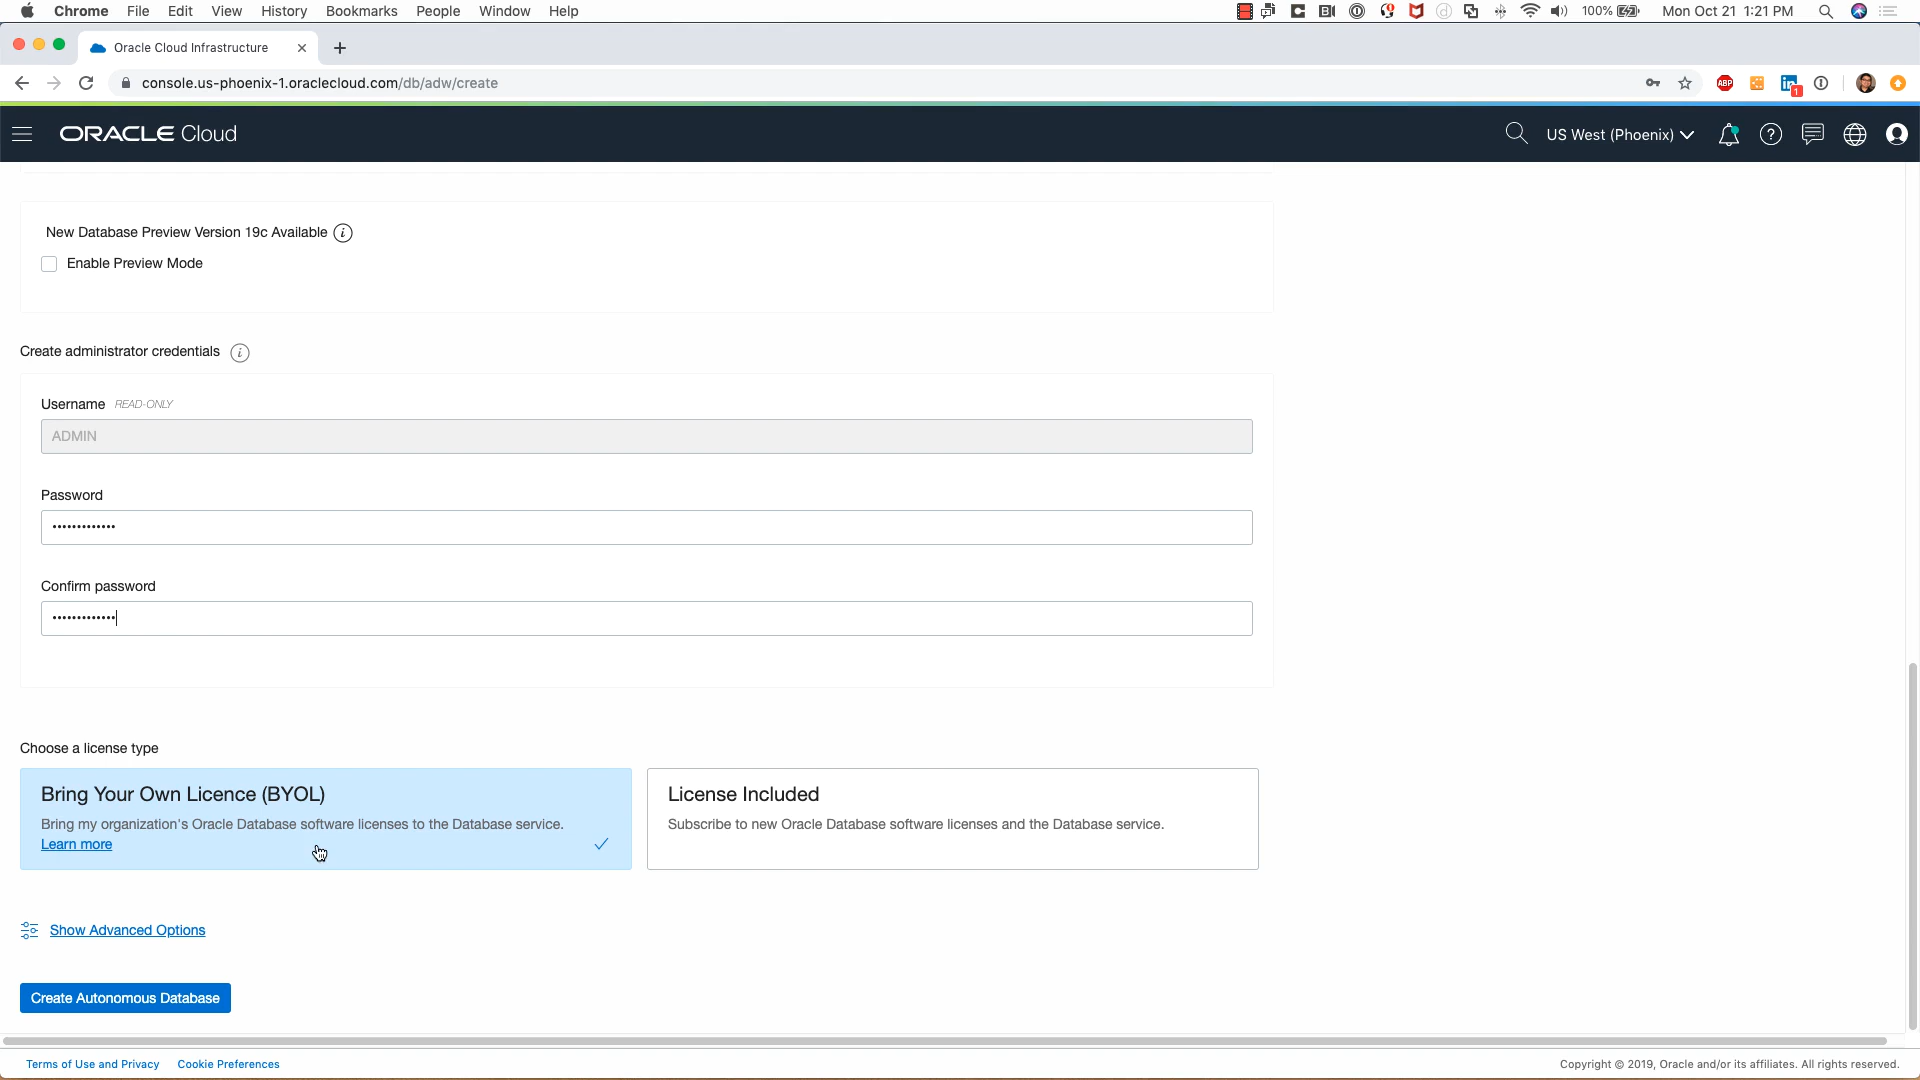 Chrome File Edit View History Bookmarks People Window Help 100% Mon Oct 21 1:21 PM
Oracle Cloud Infrastructure
console.us-phoenix-1.oraclecloud.com/db/adw/create
ABP
in 1
ORACLE Cloud US West (Phoenix)
New Database Preview Version 19c Available
Enable Preview Mode
Create administrator credentials
Username READ-ONLY
ADMIN
Password
•••••••••••••
Confirm password
•••••••••••••
Choose a license type
Bring Your Own Licence (BYOL)
Bring my organization's Oracle Database software licenses to the Database service.
Learn more
License Included
Subscribe to new Oracle Database software licenses and the Database service.
Show Advanced Options
Create Autonomous Database
Terms of Use and Privacy Cookie Preferences Copyright © 2019, Oracle and/or its affiliates. All rights reserved.